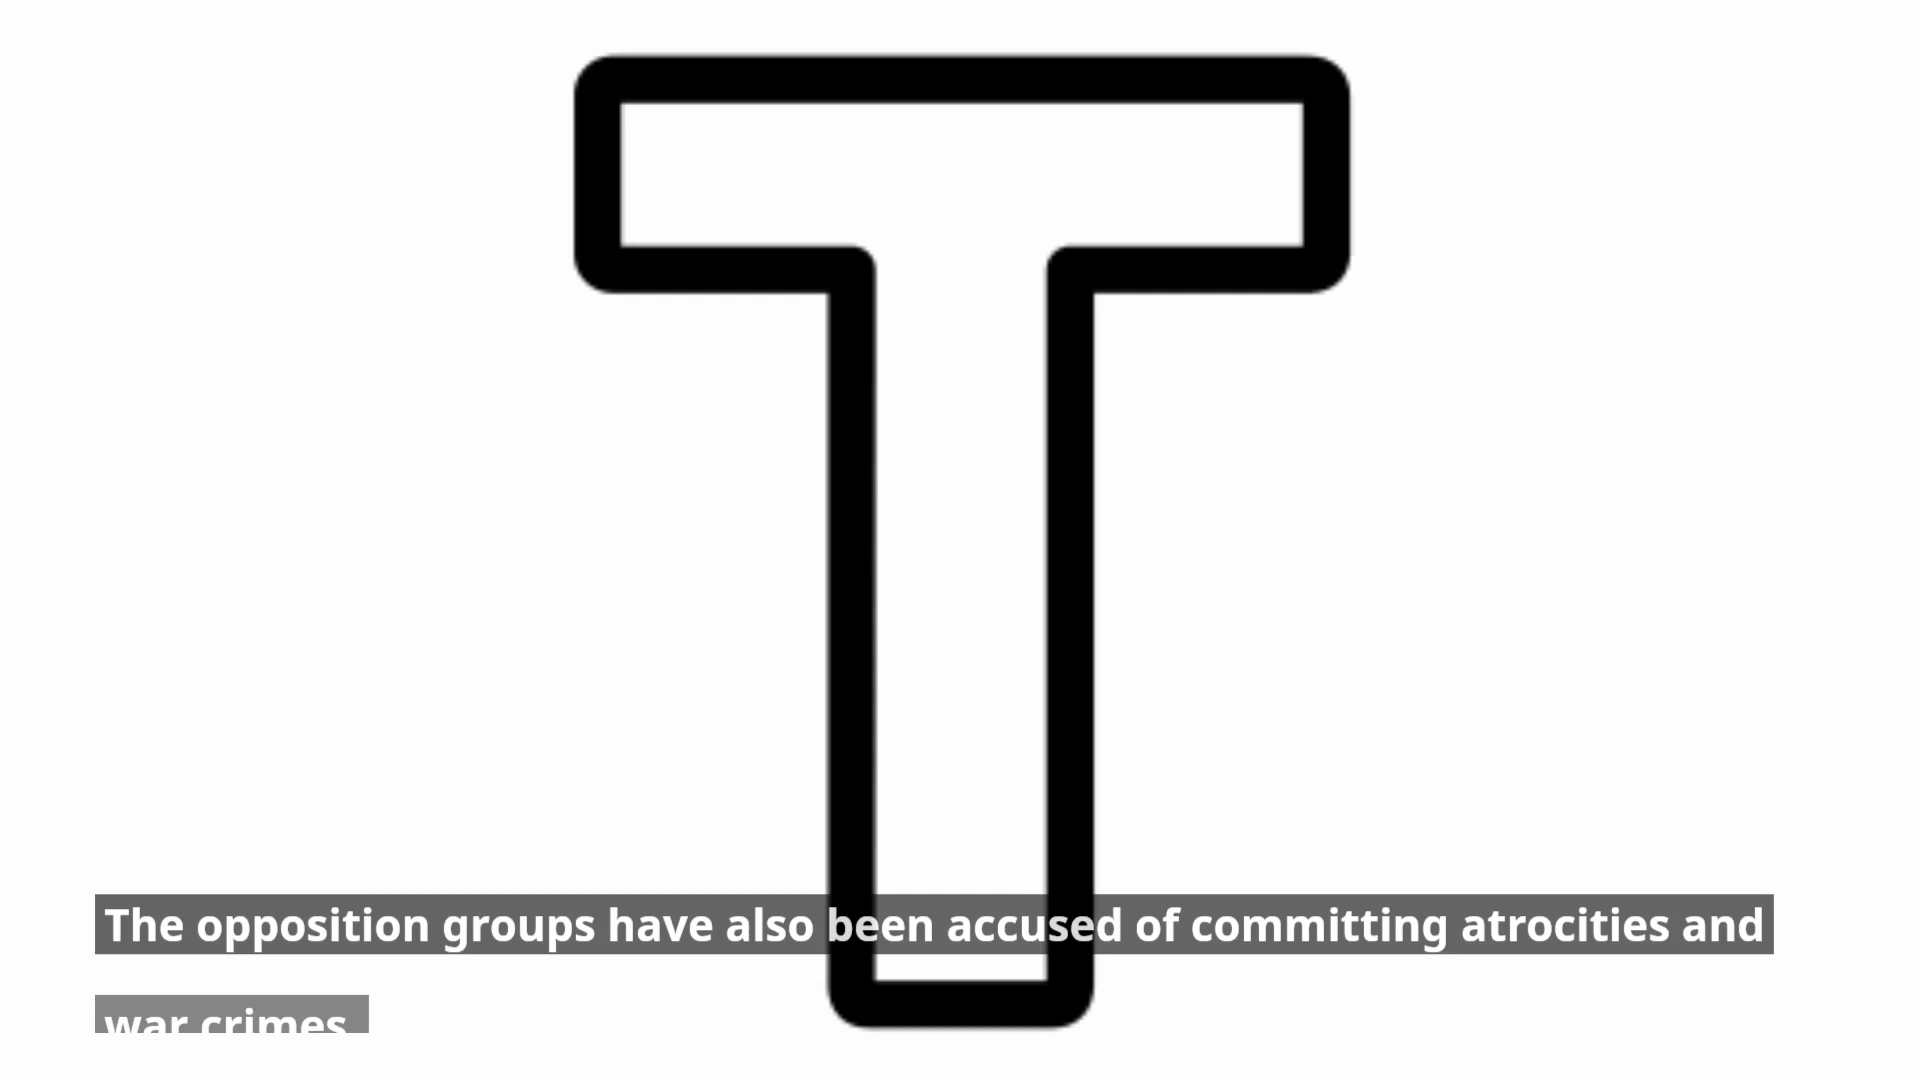 T
The opposition groups have also been accused of committing atrocities and
war crimes